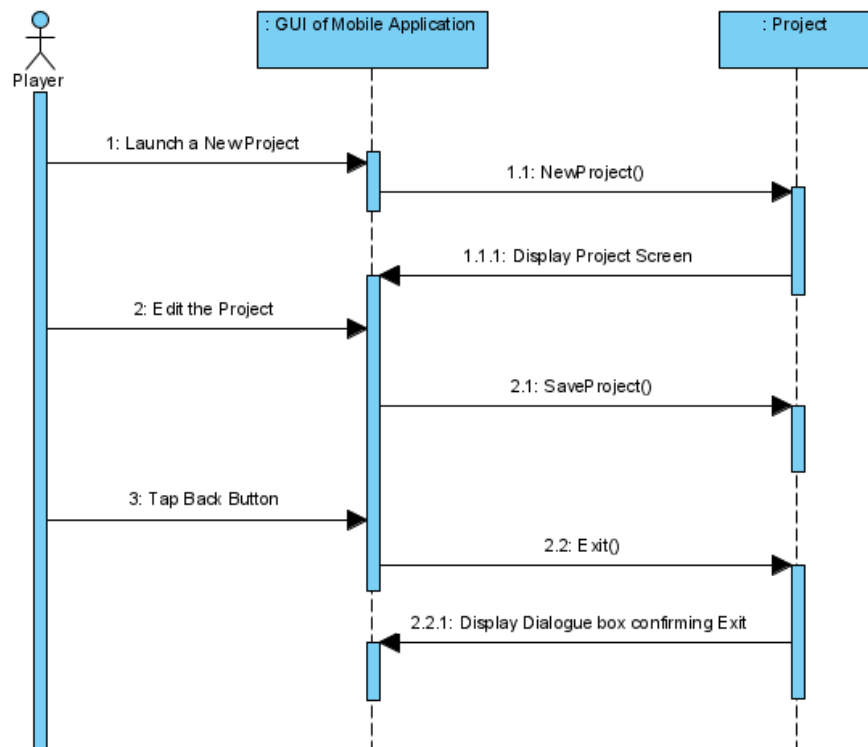 : GUI of Mobile Application
: Project
Player
1: Launch a New Project
1.1: NewProject()
1.1.1: Display Project Screen
2: Edit the Project
2.1: SaveProject()
3: Tap Back Button
2.2: Exit()
2.2.1: Display Dialogue box confirming Exit